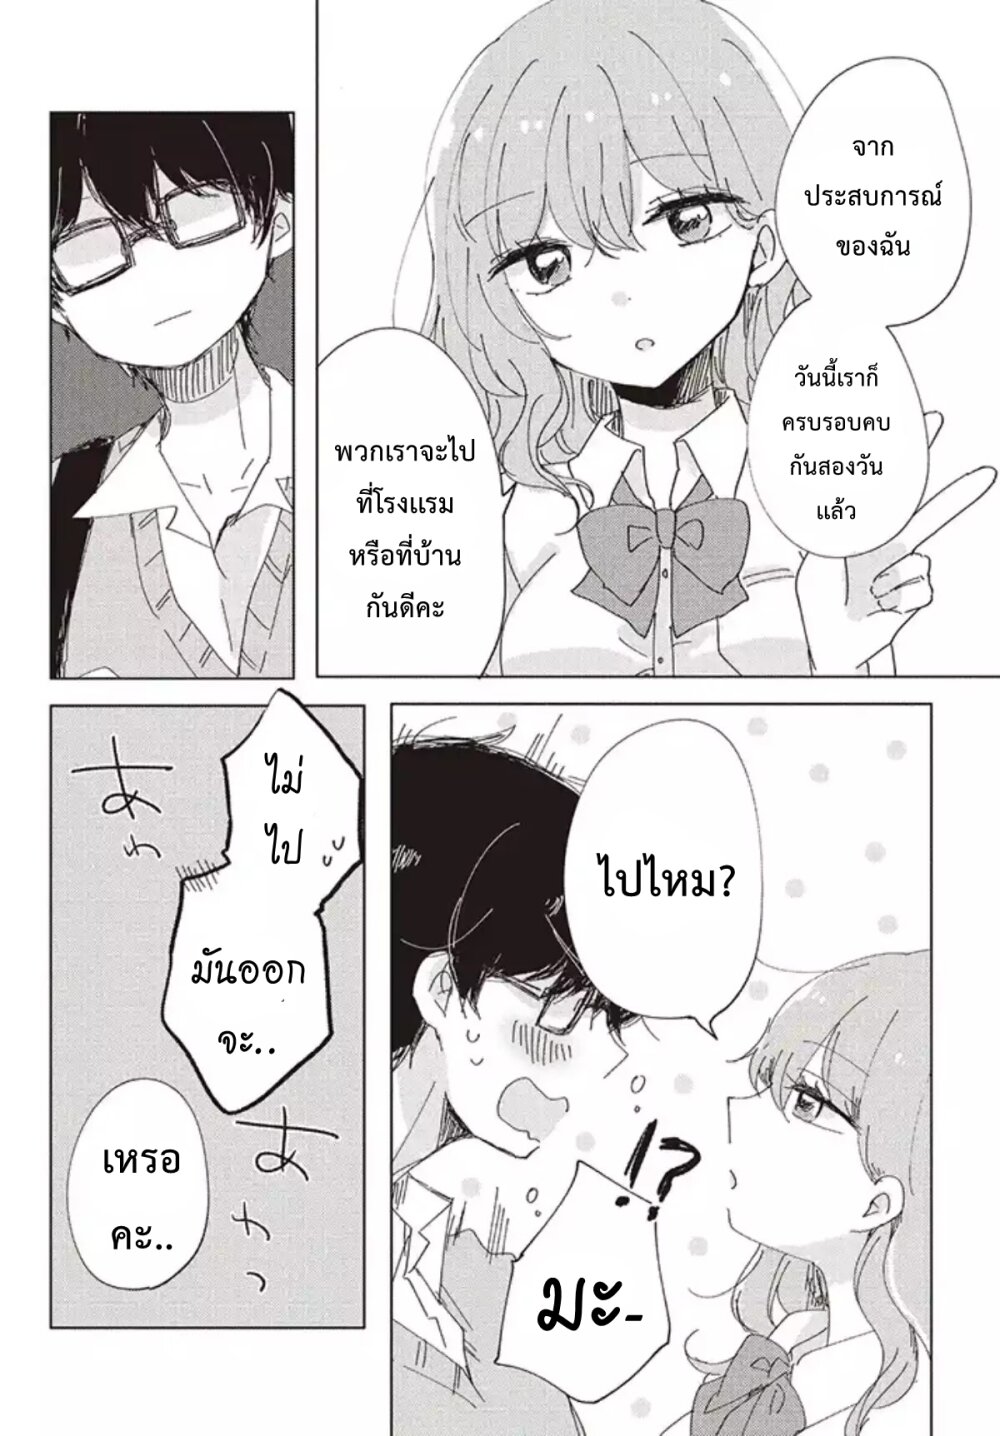 จาก
ประสบการณ์
ของฉัน
วันนี้เราก็
ครบรอบคบ
กันสองวัน
แล้ว
พวกเราจะไป
ที่โรงแรม
หรือที่บ้าน
กันดีคะ
ไปไหม?
!?
มะ-
ไม่
ไป
มันออก
จะ..
เหรอ
คะ..
あわ
あわ